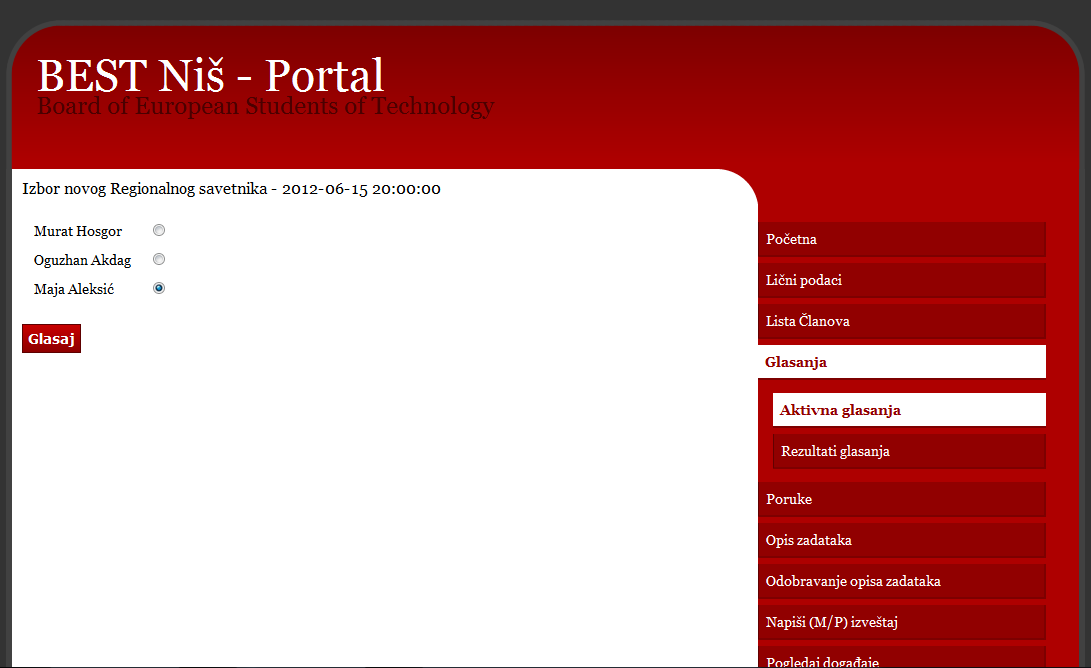 BEST Niš - Portal
Board of European Students of Technology
Izbor novog Regionalnog savetnika - 2012-06-15 20:00:00
Murat Hosgor
Oguzhan Akdag
Maja Aleksić
Glasaj
Početna
Lični podaci
Lista Članova
Glasanja
Aktivna glasanja
Rezultati glasanja
Poruke
Opis zadataka
Odobravanje opisa zadataka
Napiši (M/P) izveštaj
Pogledaj događaje